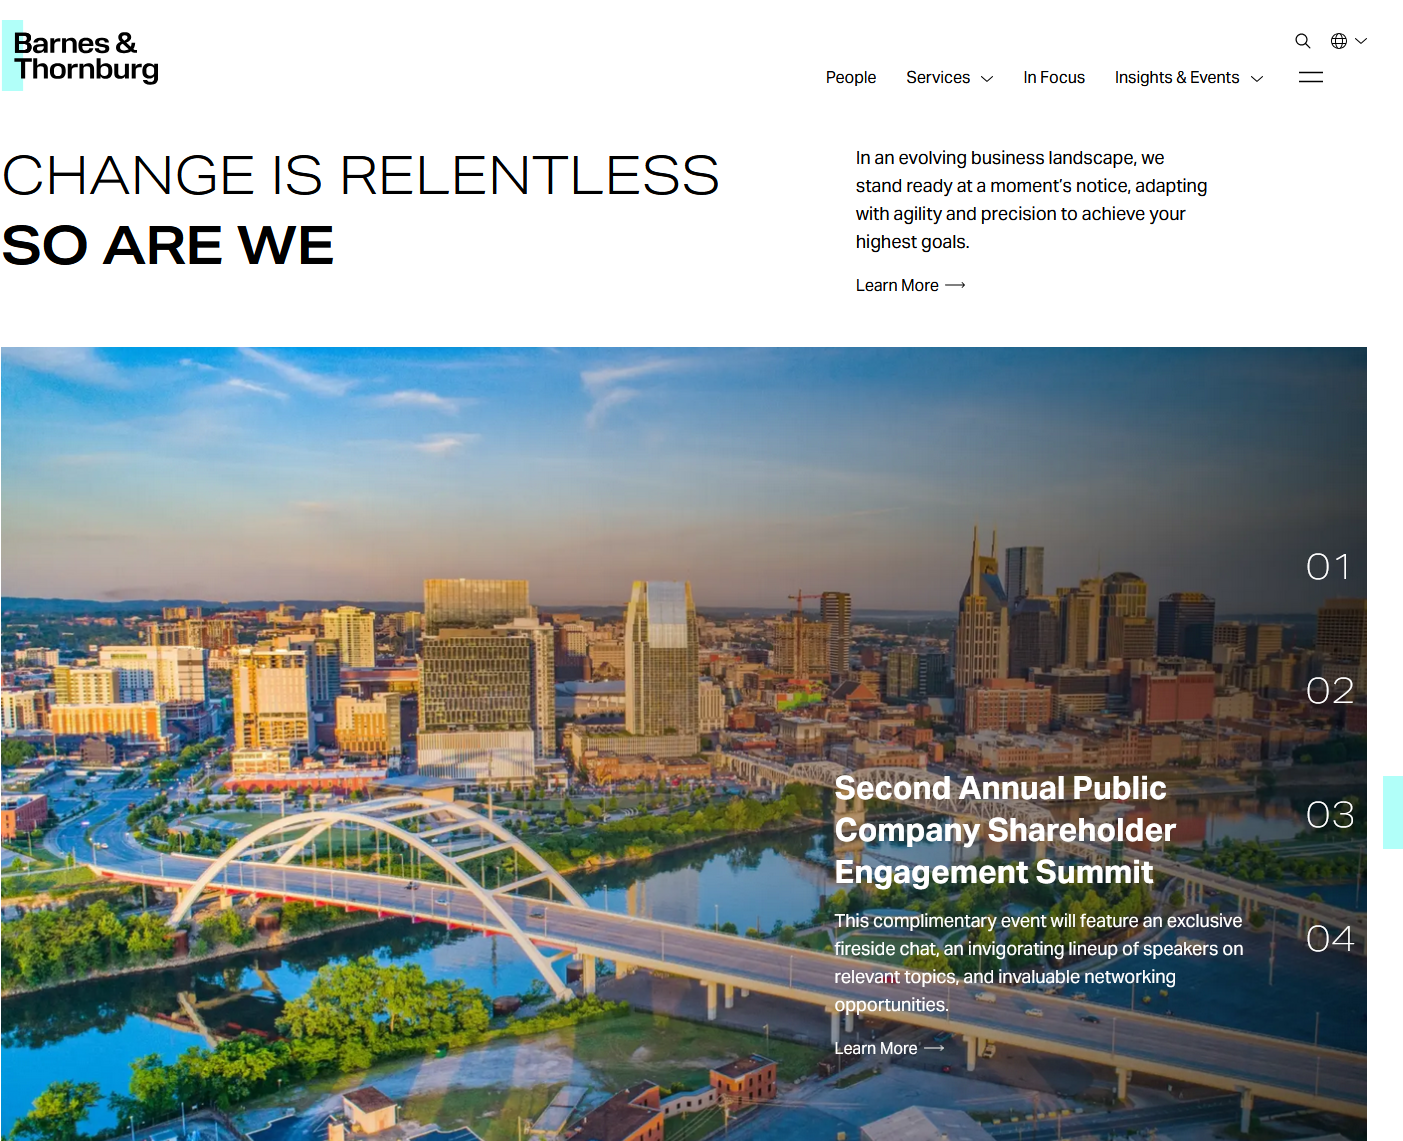 Barnes &
Thornburg
People
Services
In Focus
Insights & Events
CHANGE IS RELENTLESS
SO ARE WE
In an evolving business landscape, we
stand ready at a moment's notice, adapting
with agility and precision to achieve your
highest goals.
Learn More
01
02
03
04
Second Annual Public
Company Shareholder
Engagement Summit
This complimentary event will feature an exclusive
fireside chat, an invigorating lineup of speakers on
relevant topics, and invaluable networking
opportunities.
Learn More